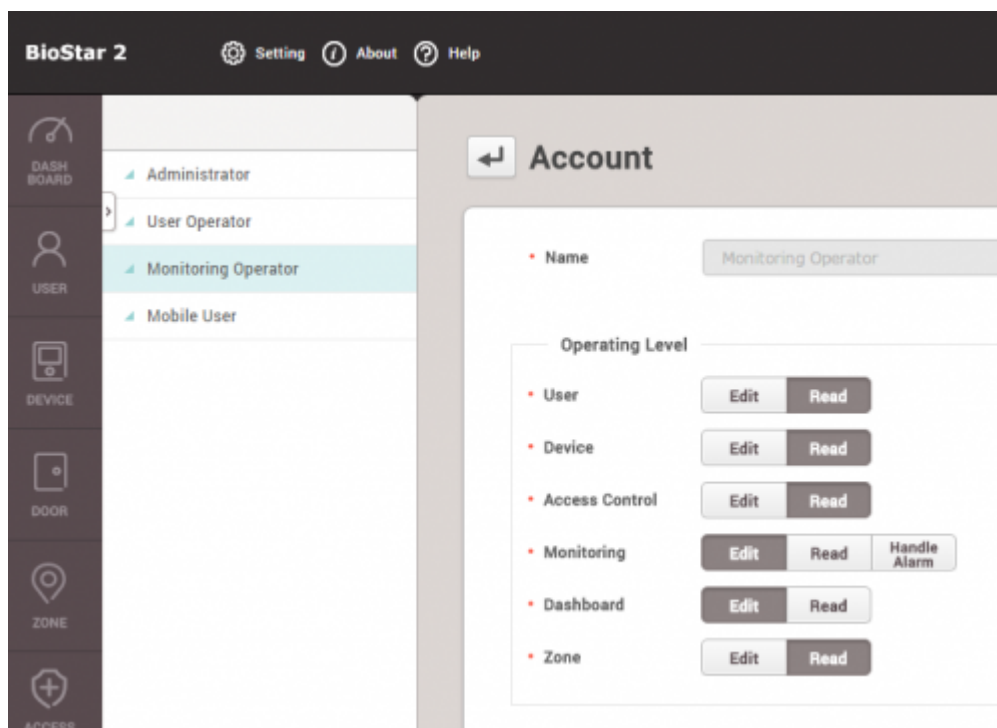 BioStar 2 Setting About Help
DASH
BOARD
USER
DEVICE
DOOR
ZONE
ACCESS
Administrator
User Operator
Monitoring Operator
Mobile User
Account
Name Monitoring Operator
Operating Level
User Edit Read
Device Edit Read
Access Control Edit Read
Monitoring Edit Read Handle Alarm
Dashboard Edit Read
Zone Edit Read